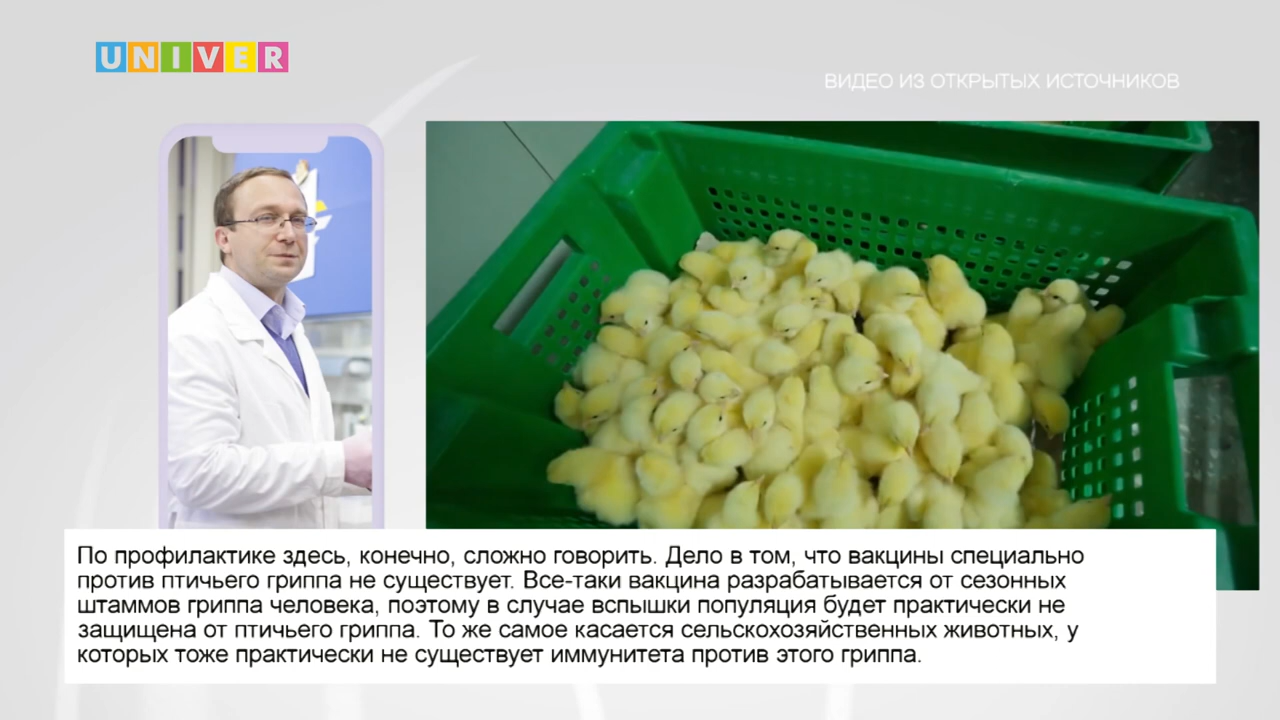 UNIVER
ВИДЕО ИЗ ОТКРЫТЫХ ИСТОЧНИКОВ
По профилактике здесь, конечно, сложно говорить. Дело в том, что вакцины специально
против птичьего гриппа не существует. Все-таки вакцина разрабатывается от сезонных
штаммов гриппа человека, поэтому в случае вспышки популяция будет практически не
защищена от птичьего гриппа. То же самое касается сельскохозяйственных животных, у
которых тоже практически не существует иммунитета против этого гриппа.